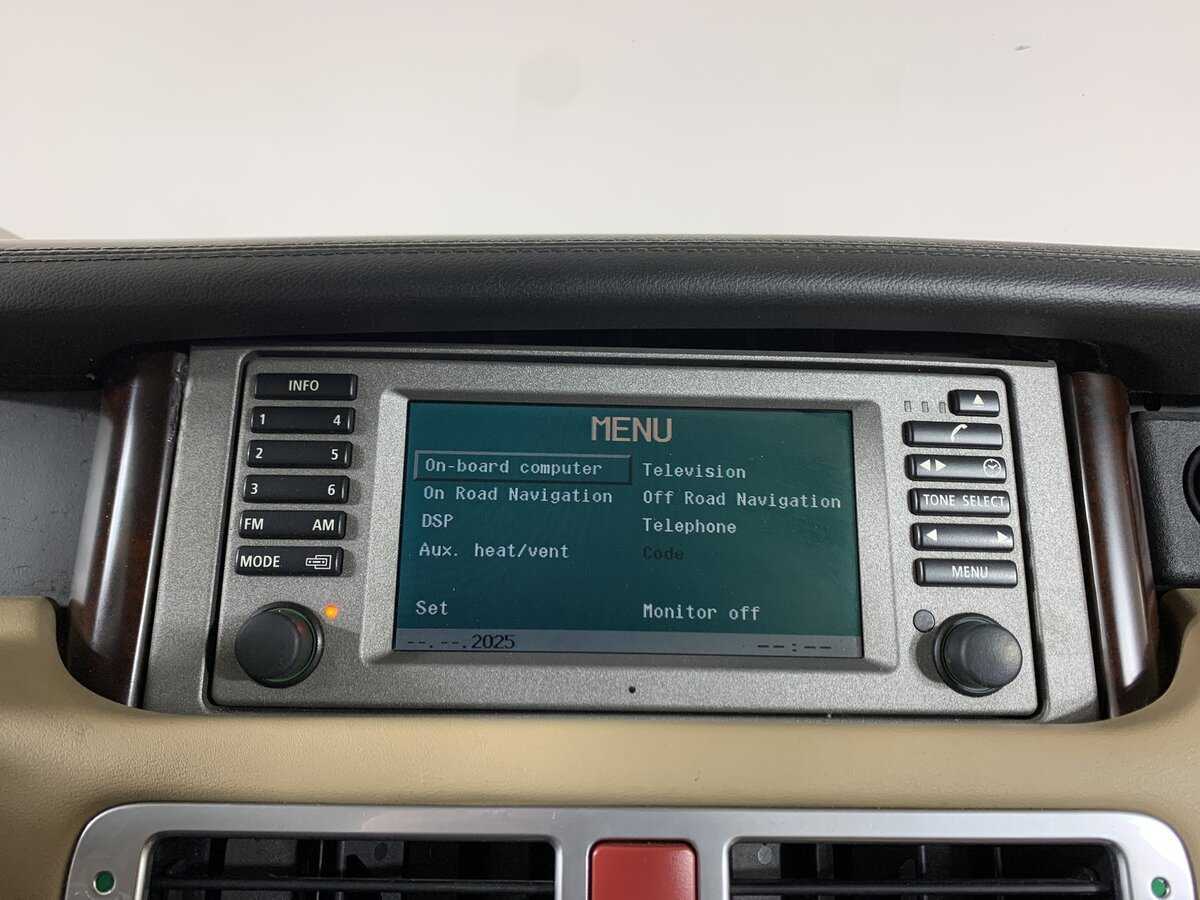 INFO
1 4
2 5
3 6
FM AM
MODE
MENU
On-board computer
Television
On Road Navigation
Off Road Navigation
DSP
Telephone
Aux. heat/vent
Code
Set
Monitor off
--.--.2025
--:--
TONE SELECT
MENU